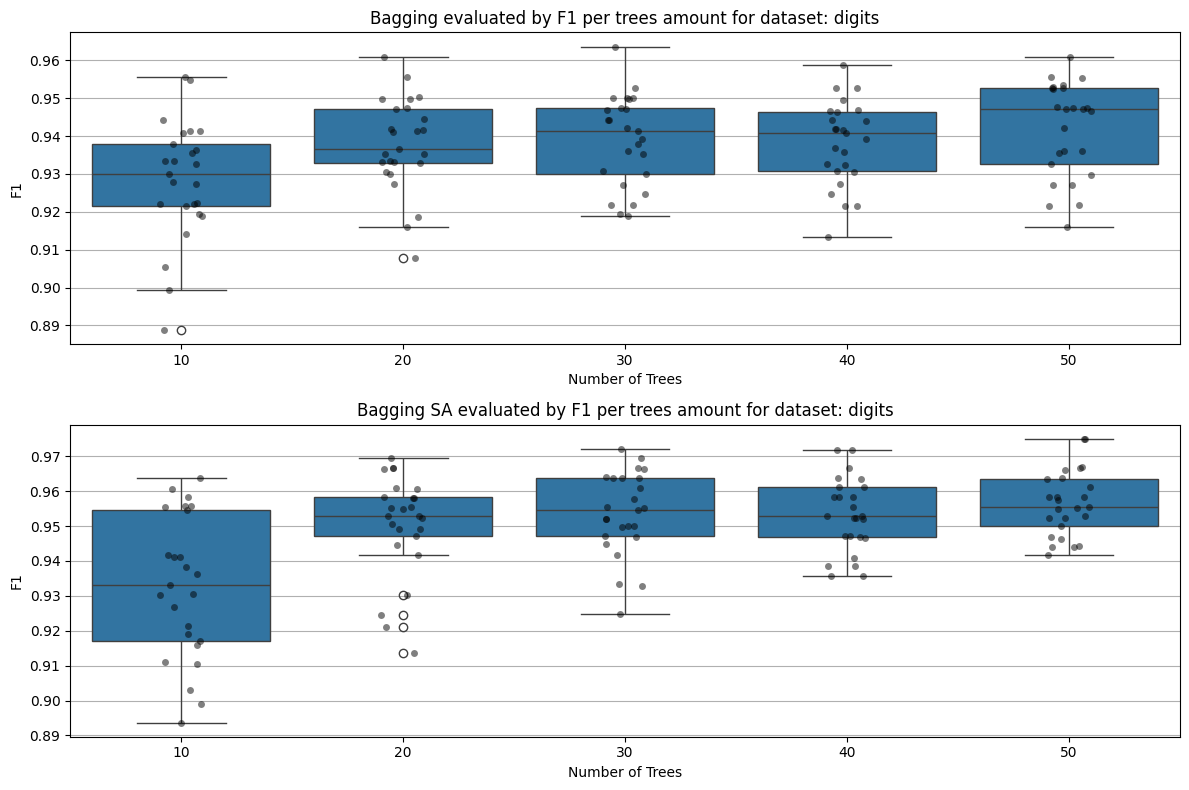 Bagging evaluated by F1 per trees amount for dataset: digits
0.96
0.95
0.94
0.93
0.92
0.91
0.90
0.89
F1
10 20 30 40 50
Number of Trees
Bagging SA evaluated by F1 per trees amount for dataset: digits
0.97
0.96
0.95
0.94
0.93
0.92
0.91
0.90
0.89
F1
10 20 30 40 50
Number of Trees